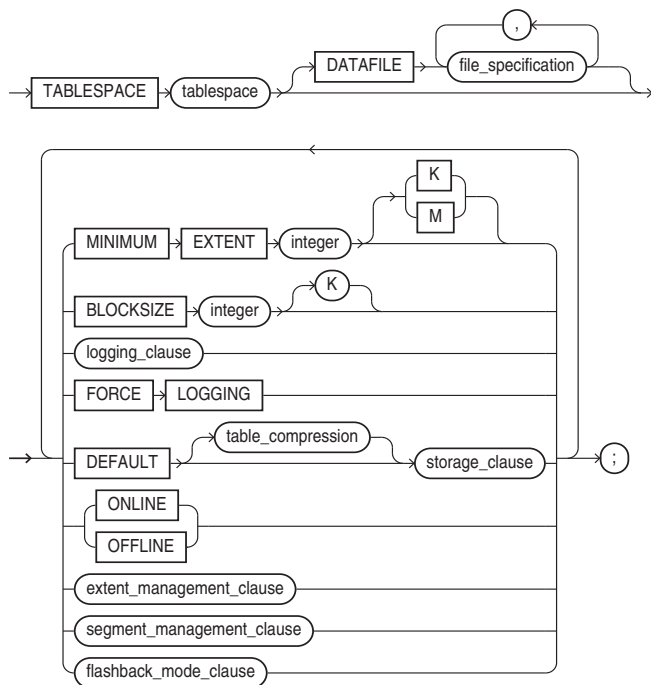 ,
DATAFILE file_specification
TABLESPACE tablespace
K
MINIMUM EXTENT integer M
K
BLOCKSIZE integer
logging_clause
FORCE LOGGING
table_compression
DEFAULT storage_clause ;
ONLINE
OFFLINE
extent_management_clause
segment_management_clause
flashback_mode_clause